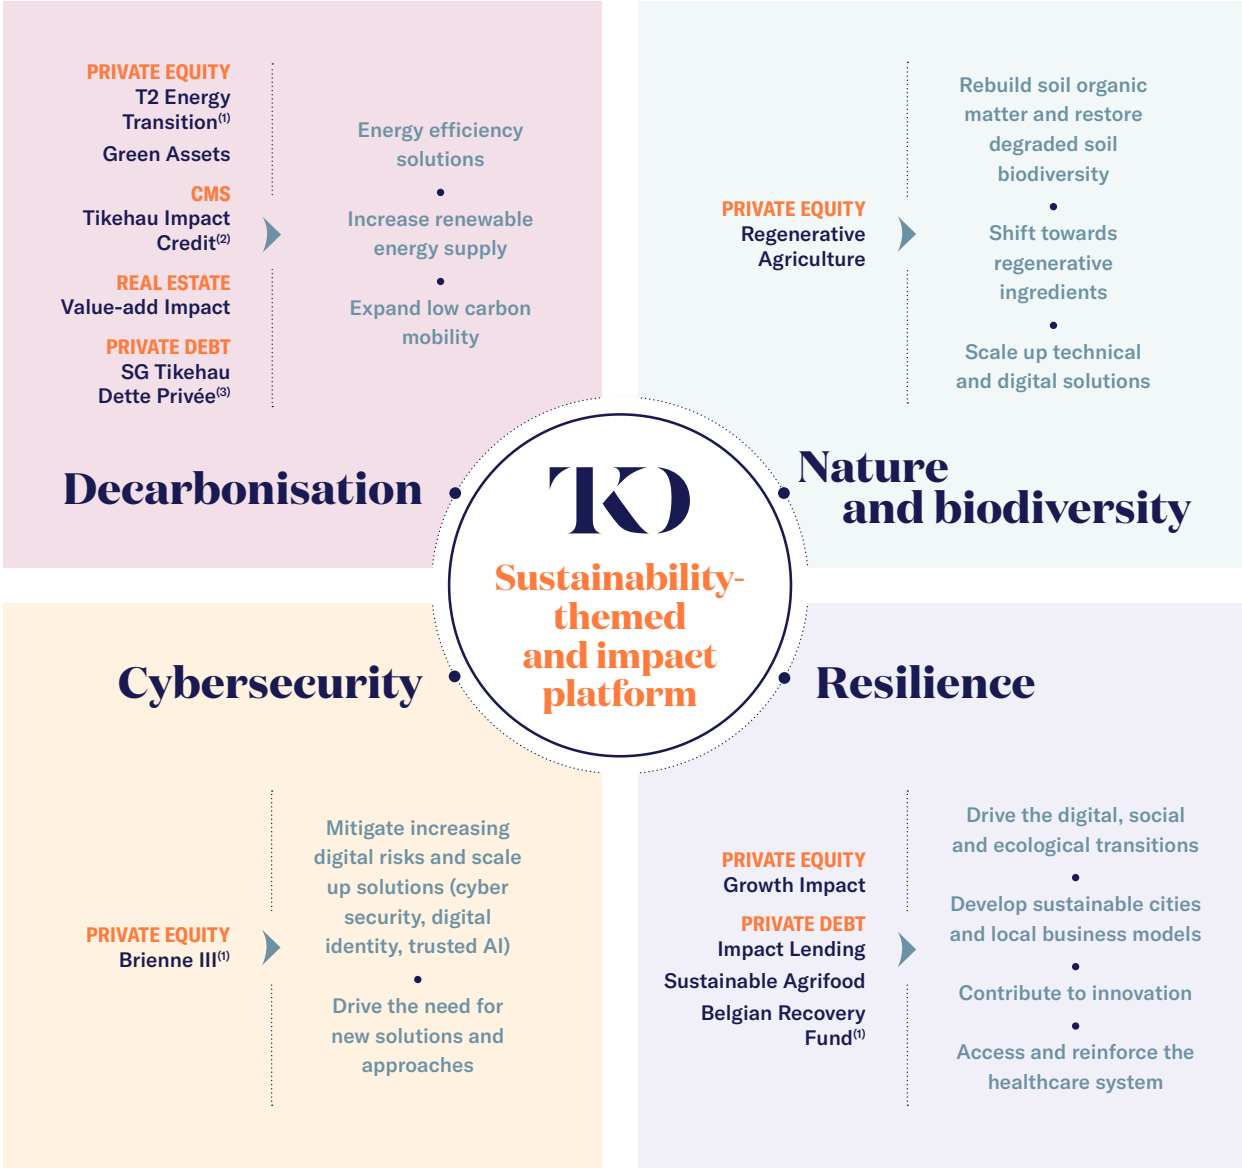 PRIVATE EQUITY
T2 Energy
Transition(1)
Green Assets
CMS
Tikehau Impact
Credit(2)
REAL ESTATE
Value-add Impact
PRIVATE DEBT
SG Tikehau
Dette Privée(3)
Energy efficiency
solutions
•
Increase renewable
energy supply
•
Expand low carbon
mobility
Decarbonisation
PRIVATE EQUITY
Regenerative
Agriculture
Rebuild soil organic
matter and restore
degraded soil
biodiversity
•
Shift towards
regenerative
ingredients
•
Scale up technical
and digital solutions
Nature
and biodiversity
TKO
Sustainability-
themed
and impact
platform
Cybersecurity
PRIVATE EQUITY
Brienne III(1)
Mitigate increasing
digital risks and scale
up solutions (cyber
security, digital
identity, trusted AI)
•
Drive the need for
new solutions and
approaches
Resilience
PRIVATE EQUITY
Growth Impact
PRIVATE DEBT
Impact Lending
Sustainable Agrifood
Belgian Recovery
Fund(1)
Drive the digital, social
and ecological transitions
•
Develop sustainable cities
and local business models
•
Contribute to innovation
•
Access and reinforce the
healthcare system